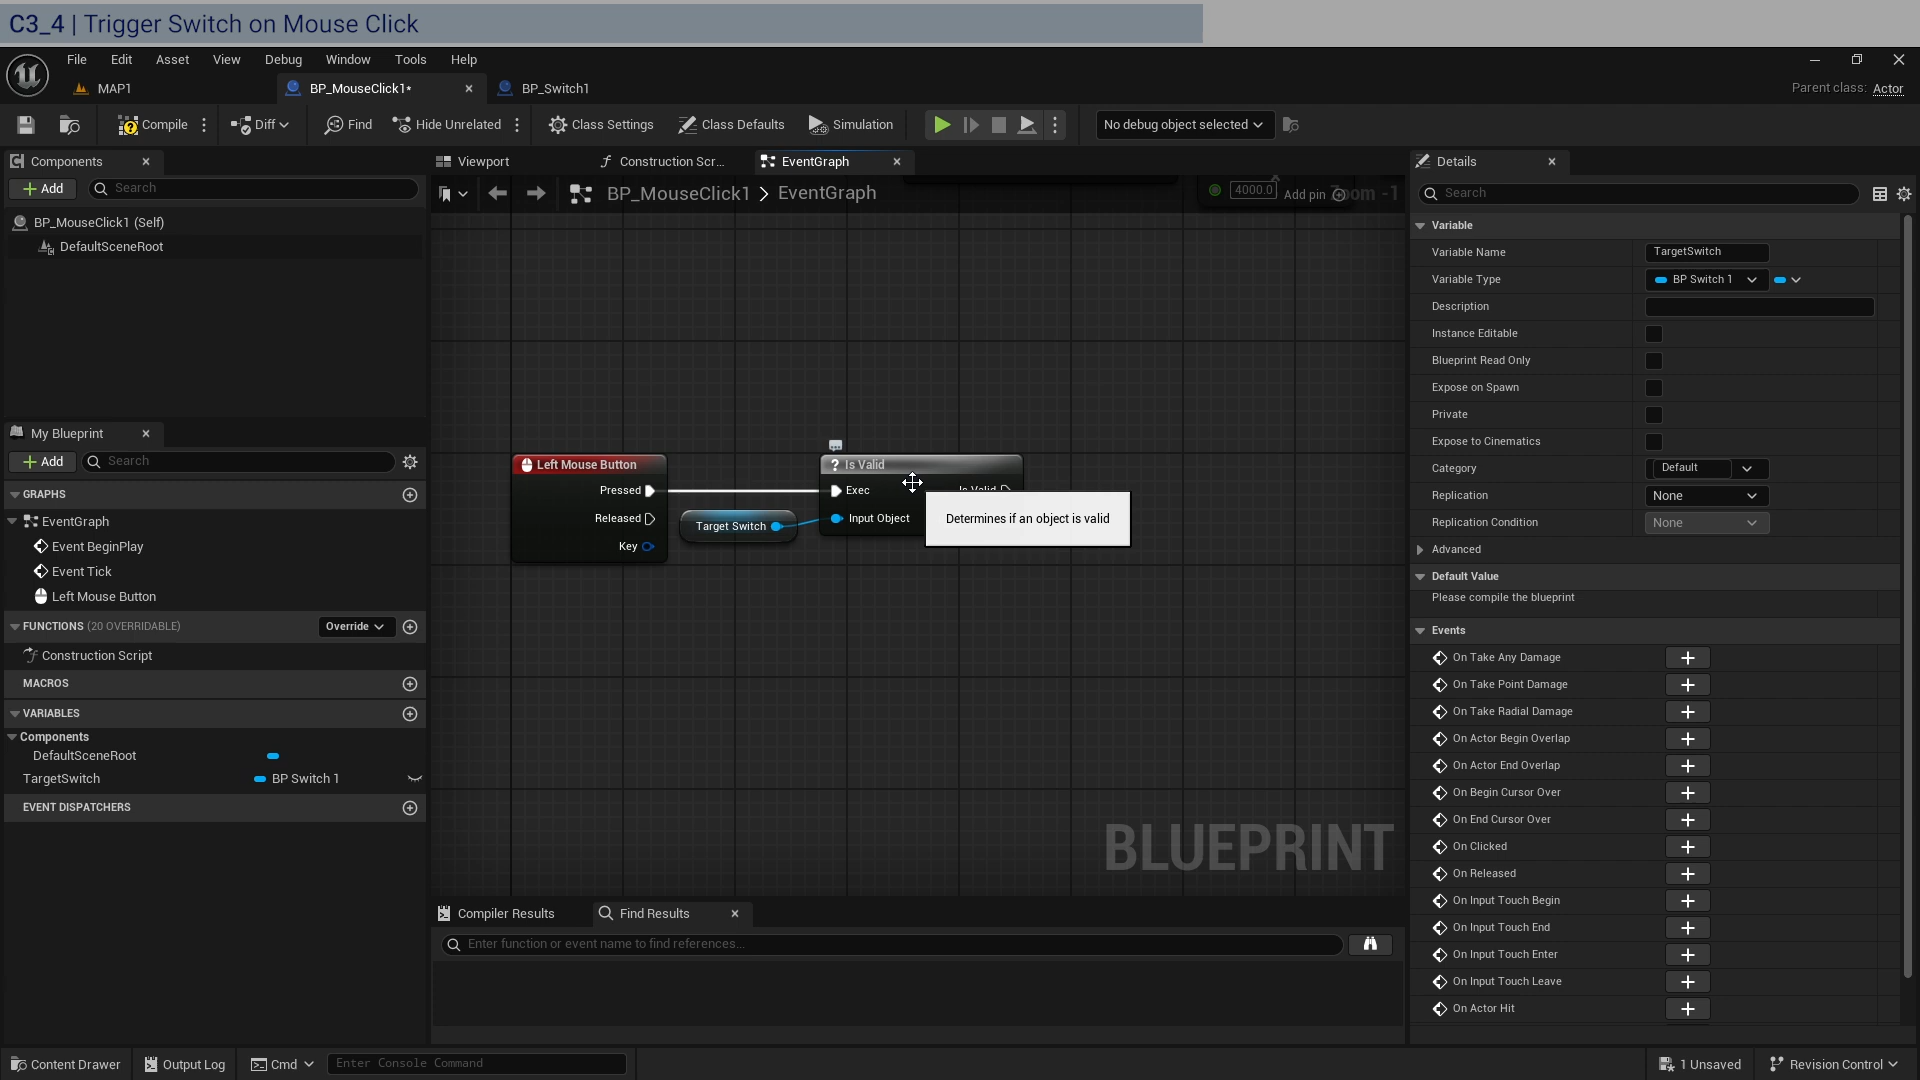 C3_4 | Trigger Switch on Mouse Click
File Edit Asset View Window Debug Tools Help
MAP1 BP_MouseClick1* BP_Switch1 Parent class: Actor
Compile Diff Find Hide Unrelated Class Settings Class Defaults Simulation No debug object selected
Components
Add Search
BP_MouseClick1 (Self)
DefaultSceneRoot
My Blueprint
Add Search
GRAPHS
EventGraph
Event BeginPlay
Event Tick
Left Mouse Button
FUNCTIONS (20 OVERRIDABLE) Override
Construction Script
MACROS
VARIABLES
Components
DefaultSceneRoot
TargetSwitch BP Switch 1
EVENT DISPATCHERS
Viewport Construction Scr... EventGraph
BP_MouseClick1 > EventGraph
4000.0 Add pin Zoom -1
Left Mouse Button
Pressed
Released
Key
Target Switch
? Is Valid
Exec Is Valid
Input Object
Determines if an object is valid
BLUEPRINT
Compiler Results Find Results
Enter function or event name to find references...
Details
Search
Variable
Variable Name TargetSwitch
Variable Type BP Switch 1
Description
Instance Editable
Blueprint Read Only
Expose on Spawn
Private
Expose to Cinematics
Category Default
Replication None
Replication Condition None
Advanced
Default Value
Please compile the blueprint
Events
On Take Any Damage
On Take Point Damage
On Take Radial Damage
On Actor Begin Overlap
On Actor End Overlap
On Begin Cursor Over
On End Cursor Over
On Clicked
On Released
On Input Touch Begin
On Input Touch End
On Input Touch Enter
On Input Touch Leave
On Actor Hit
Content Drawer Output Log Cmd Enter Console Command 1 Unsaved Revision Control